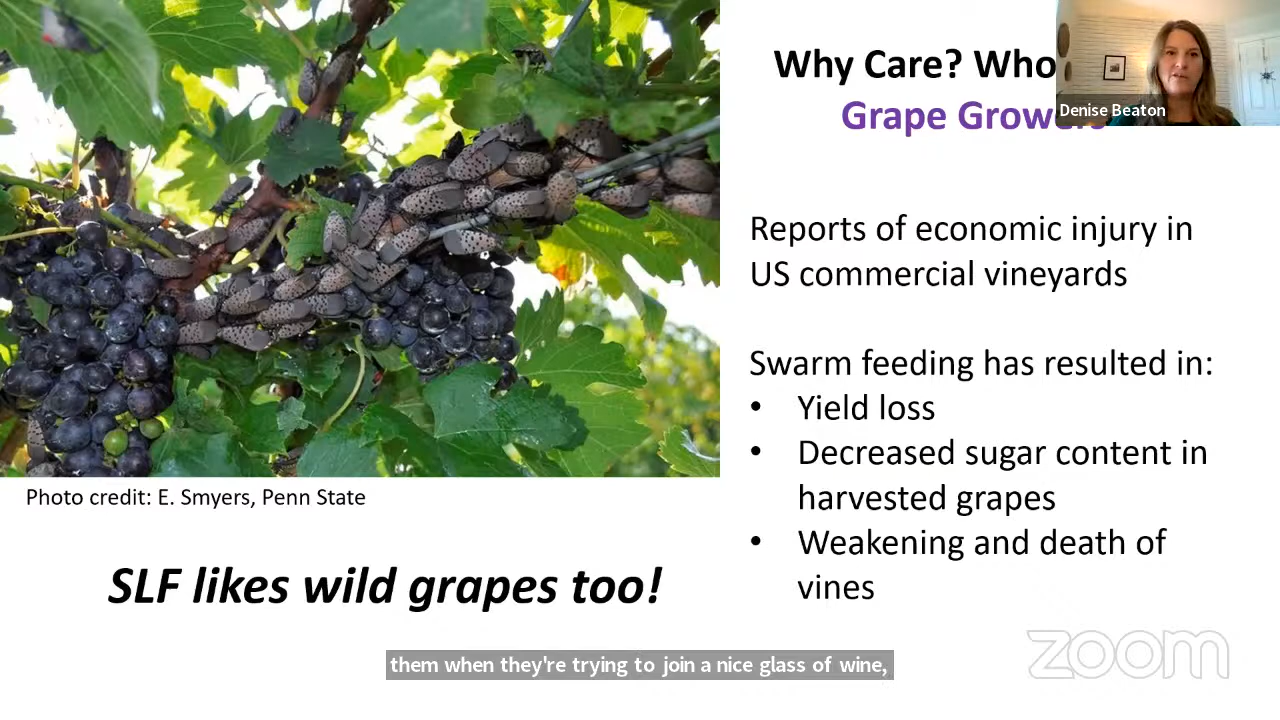 Why Care? Who
Grape Growers
Denise Beaton
Reports of economic injury in
US commercial vineyards
Swarm feeding has resulted in:
• Yield loss
• Decreased sugar content in
harvested grapes
• Weakening and death of
vines
Photo credit: E. Smyers, Penn State
SLF likes wild grapes too!
them when they're trying to join a nice glass of wine,
zoom